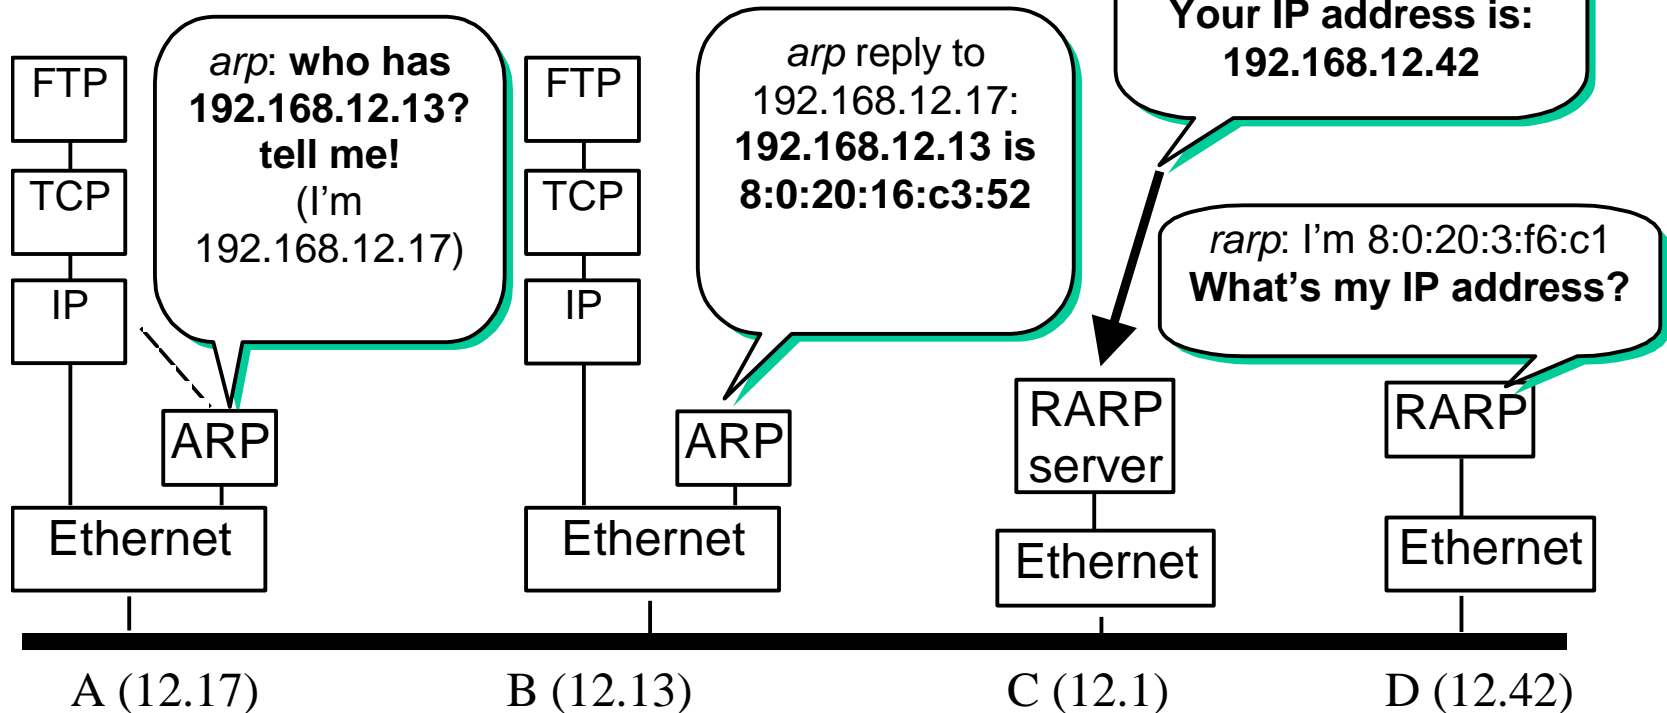 FTP
TCP
IP
arp: who has
192.168.12.13?
tell me!
(I'm
192.168.12.17)
ARP
Ethernet
FTP
TCP
IP
arp reply to
192.168.12.17:
192.168.12.13 is
8:0:20:16:c3:52
ARP
Ethernet
Your IP address is:
192.168.12.42
RARP
server
Ethernet
rarp: I'm 8:0:20:3:f6:c1
What's my IP address?
RARP
Ethernet
A (12.17)
B (12.13)
C (12.1)
D (12.42)